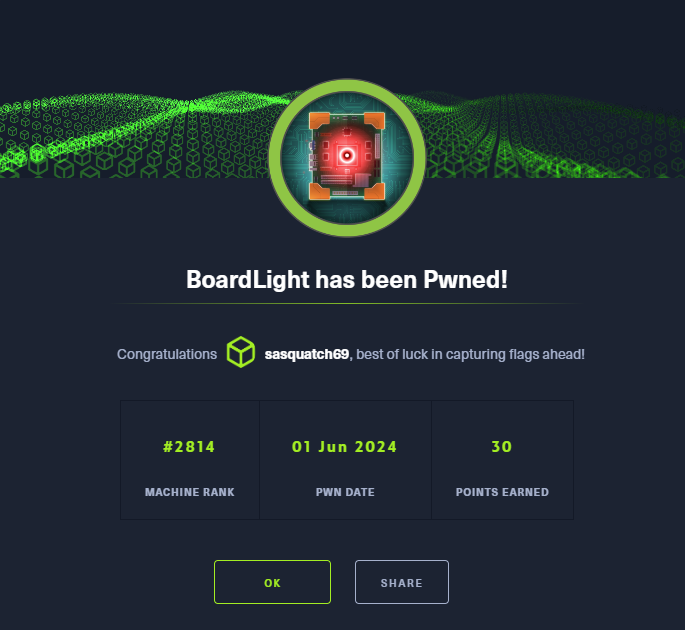 BoardLight has been Pwned!
Congratulations sasquatch69, best of luck in capturing flags ahead!
#2814 01 Jun 2024 30
MACHINE RANK PWN DATE POINTS EARNED
OK SHARE